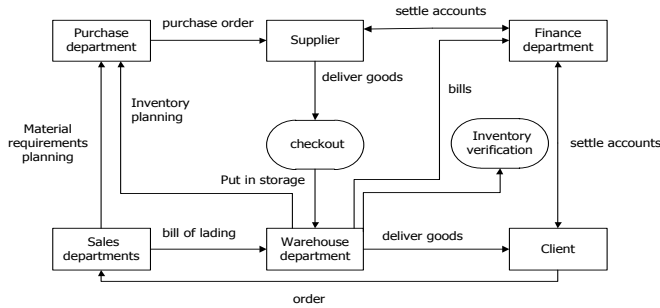 purchase order
settle accounts
Purchase
department
Supplier
Finance
department
deliver goods
bills
Inventory
planning
Material
requirements
planning
checkout
Inventory
verification
settle accounts
Put in storage
bill of lading
deliver goods
Sales
departments
Warehouse
department
Client
order